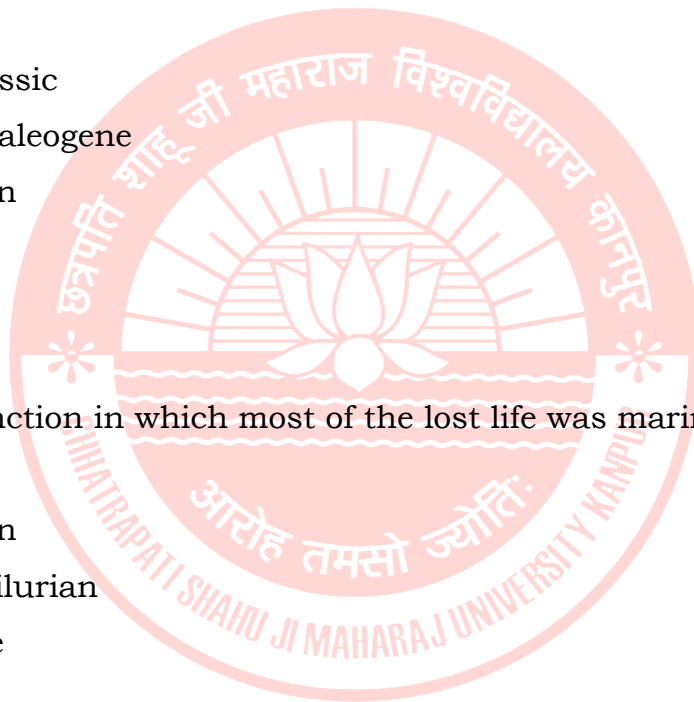 ssic
aleogene
n
nction in which most of the lost life was marin
n
ilurian
e
छत्रपति शाहू जी महाराज विश्वविद्यालय कानपुर
आरोह तमसो ज्योतिः
CHHATRAPATI SHAHU JI MAHARAJ UNIVERSITY KANPUR